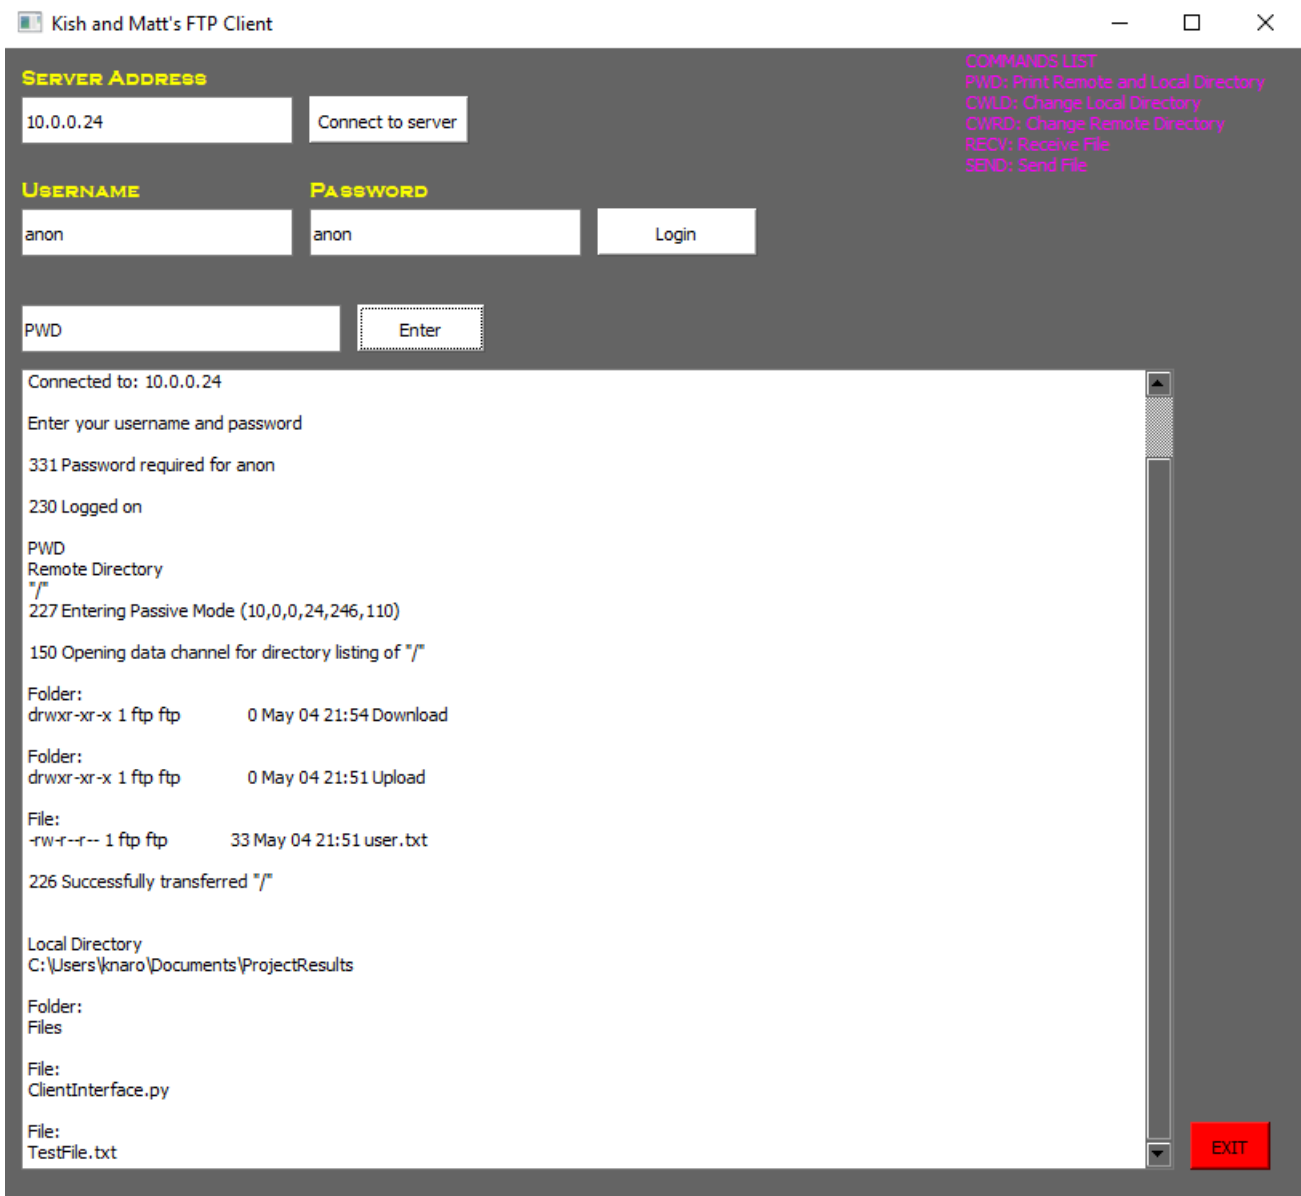 Kish and Matt's FTP Client
COMMANDS LIST
PWD: Print Remote and Local Directory
CWLD: Change Local Directory
CWRD: Change Remote Directory
RECV: Receive File
SEND: Send File
Server Address
10.0.0.24
Connect to server
Username
Password
anon
anon
Login
PWD
Enter
Connected to: 10.0.0.24
Enter your username and password
331 Password required for anon
230 Logged on
PWD
Remote Directory
"/"
227 Entering Passive Mode (10,0,0,24,246,110)
150 Opening data channel for directory listing of "/"
Folder:
drwxr-xr-x 1 ftp ftp 0 May 04 21:54 Download
Folder:
drwxr-xr-x 1 ftp ftp 0 May 04 21:51 Upload
File:
-rw-r--r-- 1 ftp ftp 33 May 04 21:51 user.txt
226 Successfully transferred "/"
Local Directory
C:\Users\knaro\Documents\ProjectResults
Folder:
Files
File:
ClientInterface.py
File:
TestFile.txt
EXIT